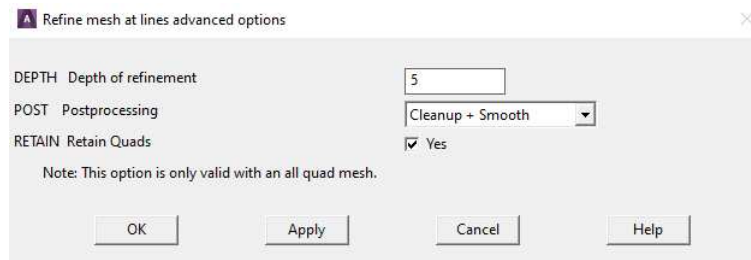 Refine mesh at lines advanced options
DEPTH Depth of refinement 5
POST Postprocessing Cleanup + Smooth
RETAIN Retain Quads Yes
Note: This option is only valid with an all quad mesh.
OK Apply Cancel Help